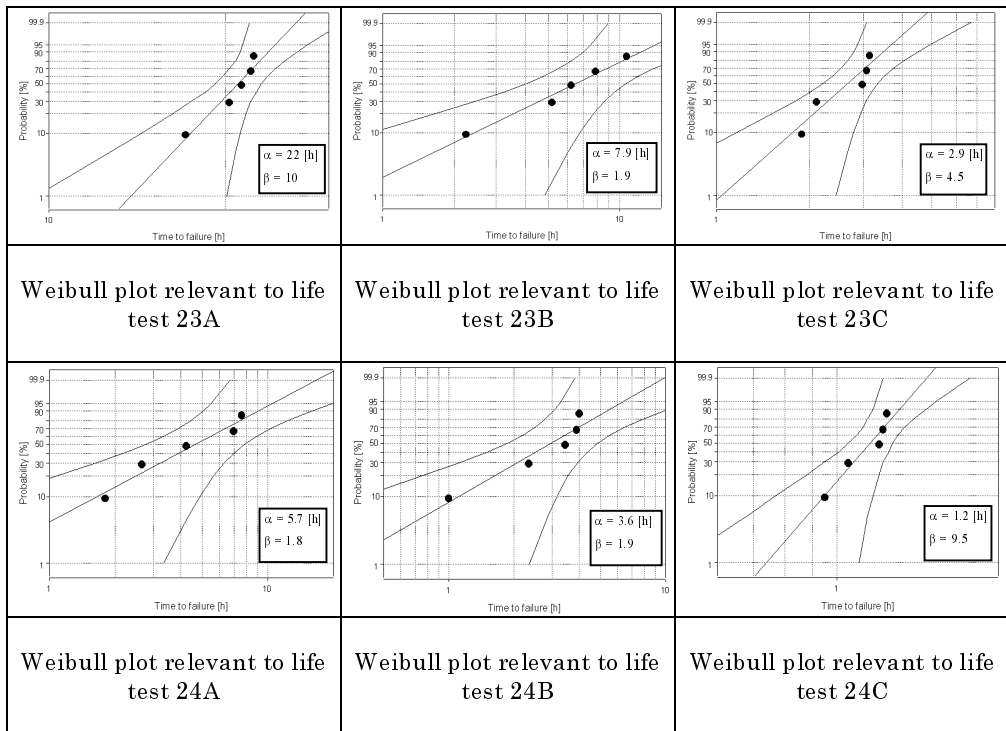 99.9
95
90
70
50
30
10
1
Probability [%]
10
Time to failure [h]
α = 22 [h]
β = 10
99.9
95
90
70
50
30
10
1
Probability [%]
1
10
Time to failure [h]
α = 7.9 [h]
β = 1.9
99.9
95
90
70
50
30
10
1
Probability [%]
1
Time to failure [h]
α = 2.9 [h]
β = 4.5
Weibull plot relevant to life
test 23A
Weibull plot relevant to life
test 23B
Weibull plot relevant to life
test 23C
99.9
95
90
70
50
30
10
1
Probability [%]
1
10
Time to failure [h]
α = 5.7 [h]
β = 1.8
99.9
95
90
70
50
30
10
1
Probability [%]
1
10
Time to failure [h]
α = 3.6 [h]
β = 1.9
99.9
95
90
70
50
30
10
1
Probability [%]
1
Time to failure [h]
α = 1.2 [h]
β = 9.5
Weibull plot relevant to life
test 24A
Weibull plot relevant to life
test 24B
Weibull plot relevant to life
test 24C